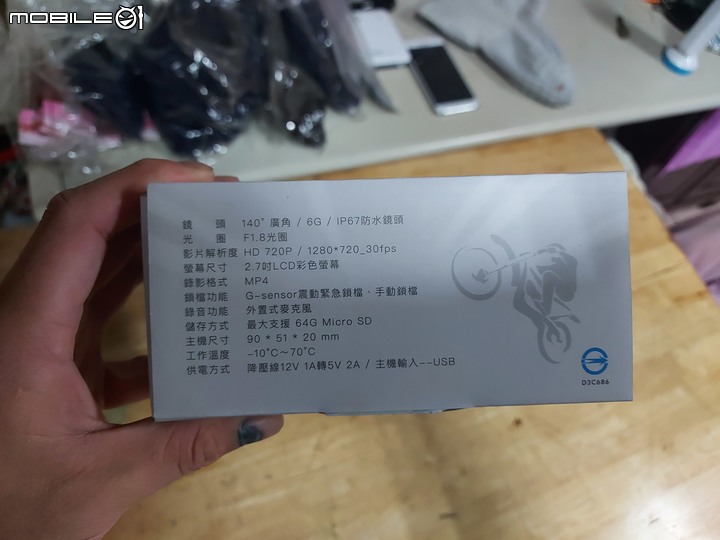 MOBILE01
鏡 頭 140° 廣角 / 6G / IP67防水鏡頭
光 圈 F1.8光圈
影片解析度 HD 720P / 1280*720_30fps
螢幕尺寸 2.7吋LCD彩色螢幕
錄影格式 MP4
鎖檔功能 G-sensor震動緊急鎖檔、手動鎖檔
錄音功能 外置式麥克風
儲存方式 最大支援 64G Micro SD
主機尺寸 90 * 51 * 20 mm
工作溫度 -10°C～70°C
供電方式 降壓線12V 1A轉5V 2A / 主機輸入--USB
D3C686